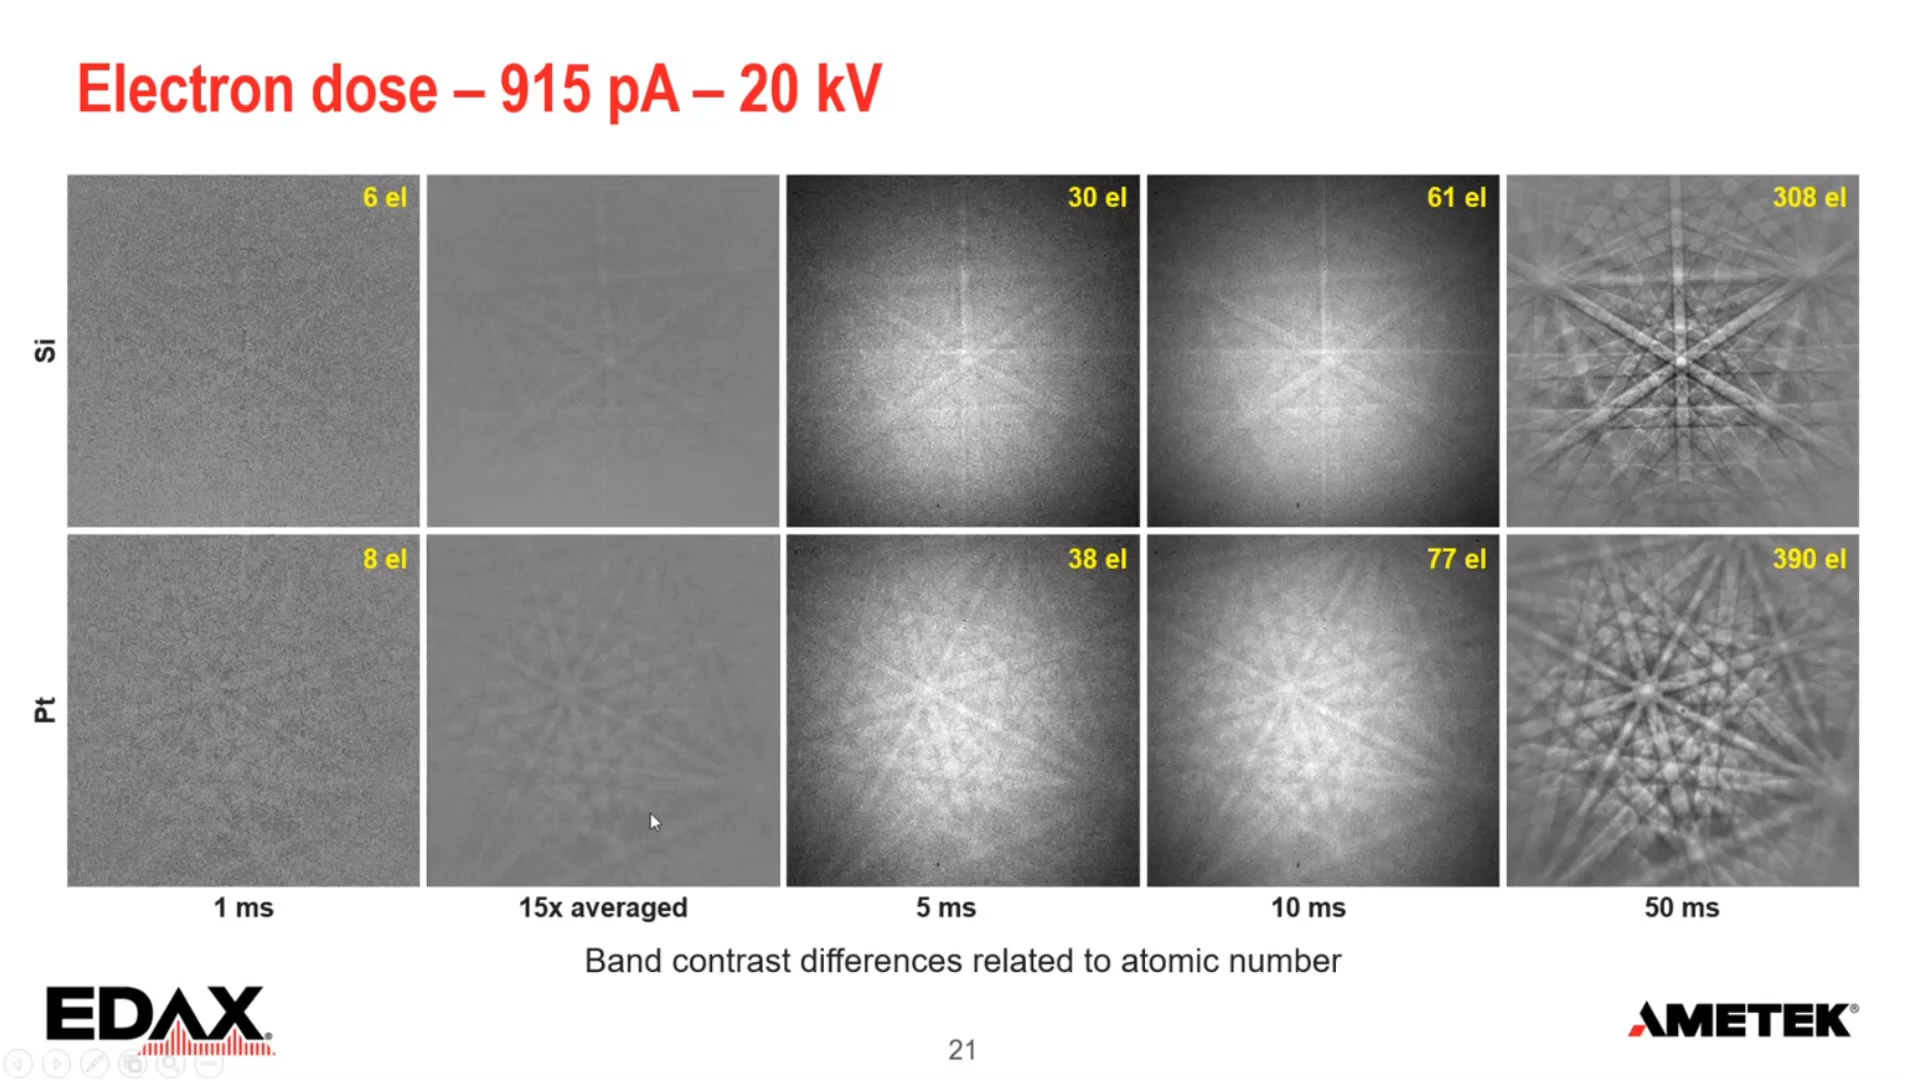 Electron dose – 915 pA – 20 kV
Si
6 el
30 el
61 el
308 el
Pt
8 el
38 el
77 el
390 el
1 ms
15x averaged
5 ms
10 ms
50 ms
Band contrast differences related to atomic number
EDAX®
21
AMETEK®